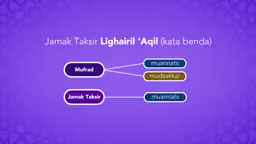 Jamak Taksir Lighairil ‘Aqil (kata benda)
muannats
Mufrad
mudzakkar
Jamak Taksir
muannats